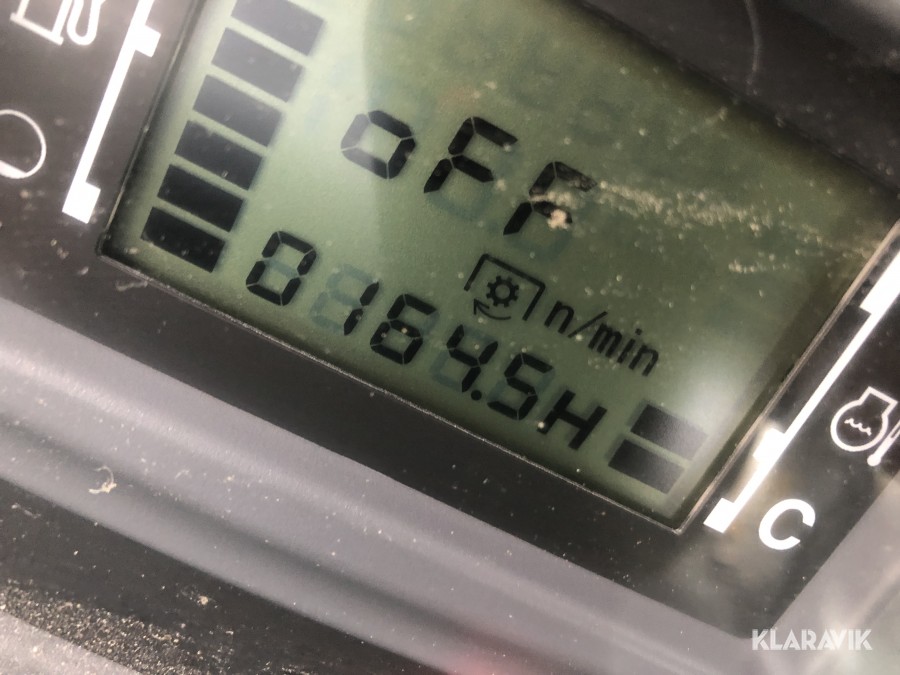 oFF
n/min
0164.5H
C
KLARAVIK